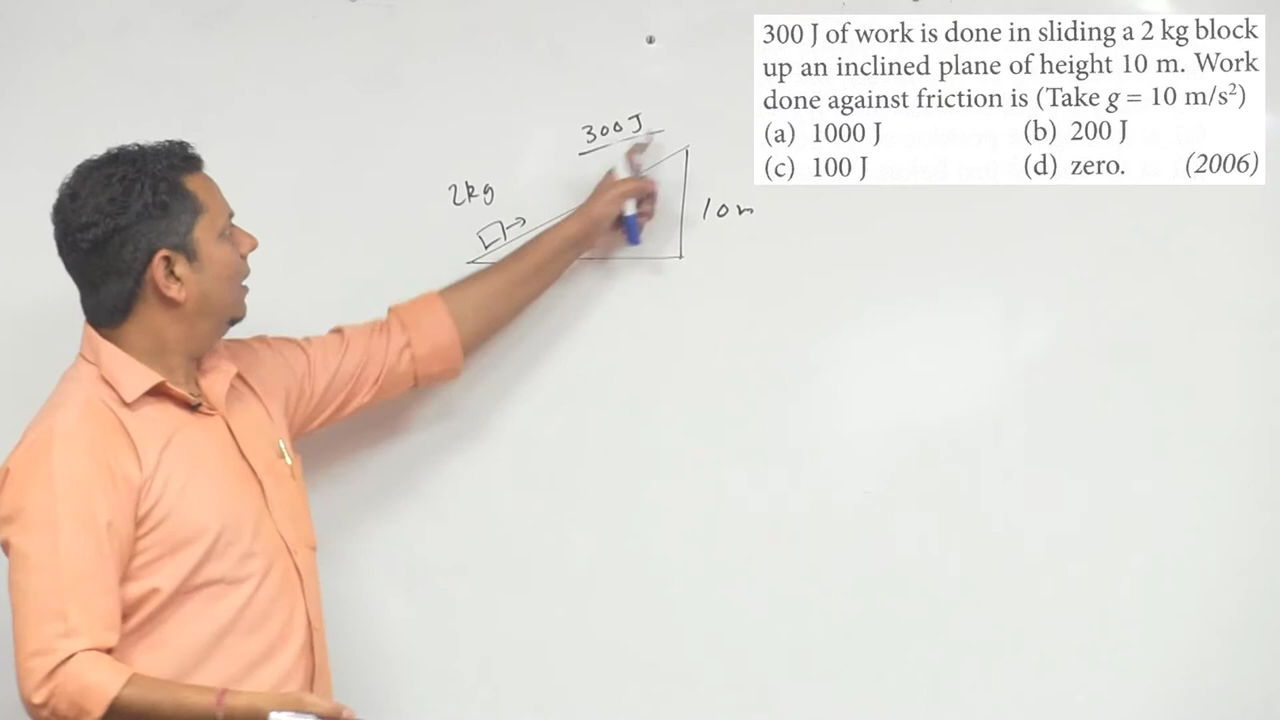 300 J of work is done in sliding a 2 kg block
up an inclined plane of height 10 m. Work
done against friction is (Take g = 10 m/s²)
(a) 1000 J (b) 200 J
(c) 100 J (d) zero. (2006)
300 J
2kg
10 m